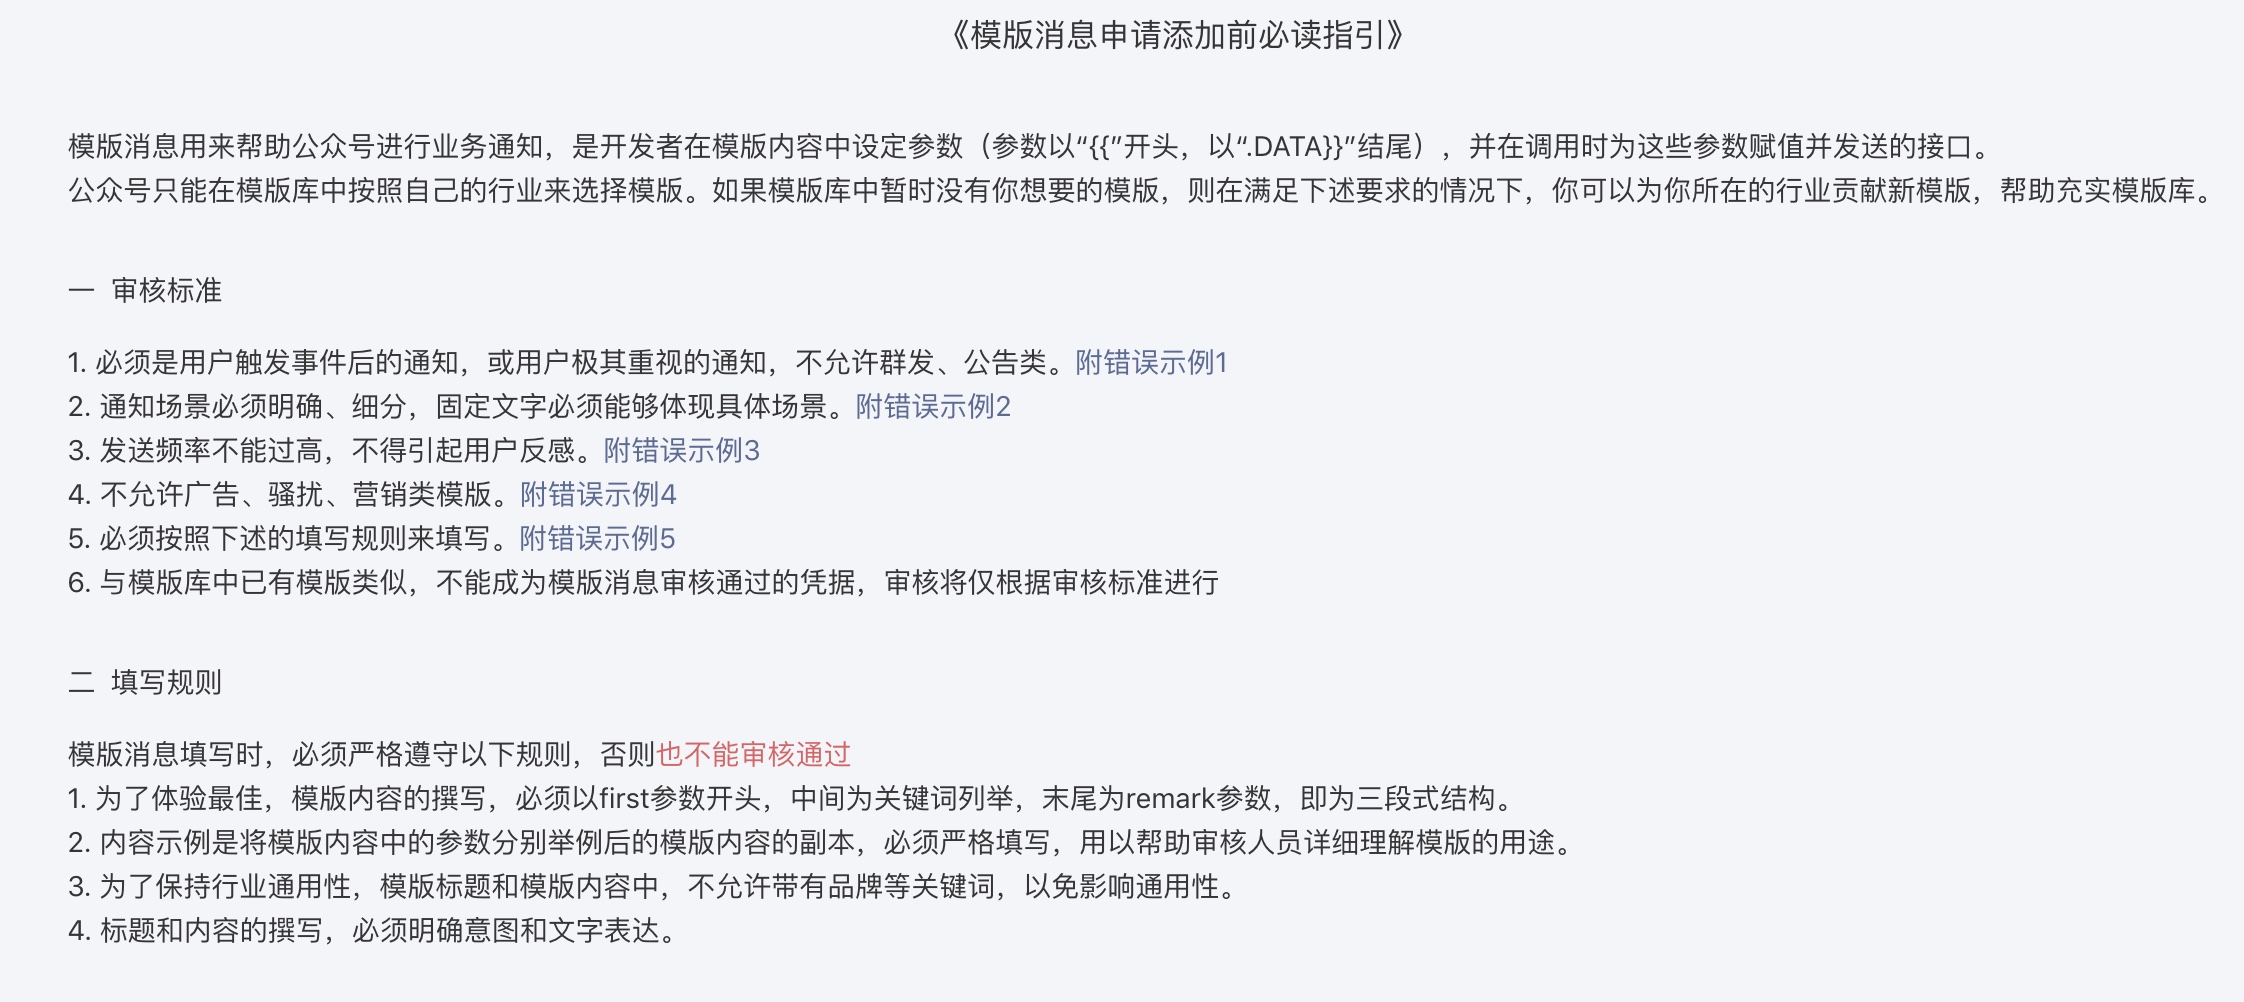 《模版消息申请添加前必读指引》
模版消息用来帮助公众号进行业务通知，是开发者在模版内容中设定参数（参数以“{{”开头，以“.DATA}}”结尾），并在调用时为这些参数赋值并发送的接口。
公众号只能在模版库中按照自己的行业来选择模版。如果模版库中暂时没有你想要的模版，则在满足下述要求的情况下，你可以为你所在的行业贡献新模版，帮助充实模版库。
一 审核标准
1. 必须是用户触发事件后的通知，或用户极其重视的通知，不允许群发、公告类。附错误示例1
2. 通知场景必须明确、细分，固定文字必须能够体现具体场景。附错误示例2
3. 发送频率不能过高，不得引起用户反感。附错误示例3
4. 不允许广告、骚扰、营销类模版。附错误示例4
5. 必须按照下述的填写规则来填写。附错误示例5
6. 与模版库中已有模版类似，不能成为模版消息审核通过的凭据，审核将仅根据审核标准进行
二 填写规则
模版消息填写时，必须严格遵守以下规则，否则也不能审核通过
1. 为了体验最佳，模版内容的撰写，必须以first参数开头，中间为关键词列举，末尾为remark参数，即为三段式结构。
2. 内容示例是将模版内容中的参数分别举例后的模版内容的副本，必须严格填写，用以帮助审核人员详细理解模版的用途。
3. 为了保持行业通用性，模版标题和模版内容中，不允许带有品牌等关键词，以免影响通用性。
4. 标题和内容的撰写，必须明确意图和文字表达。